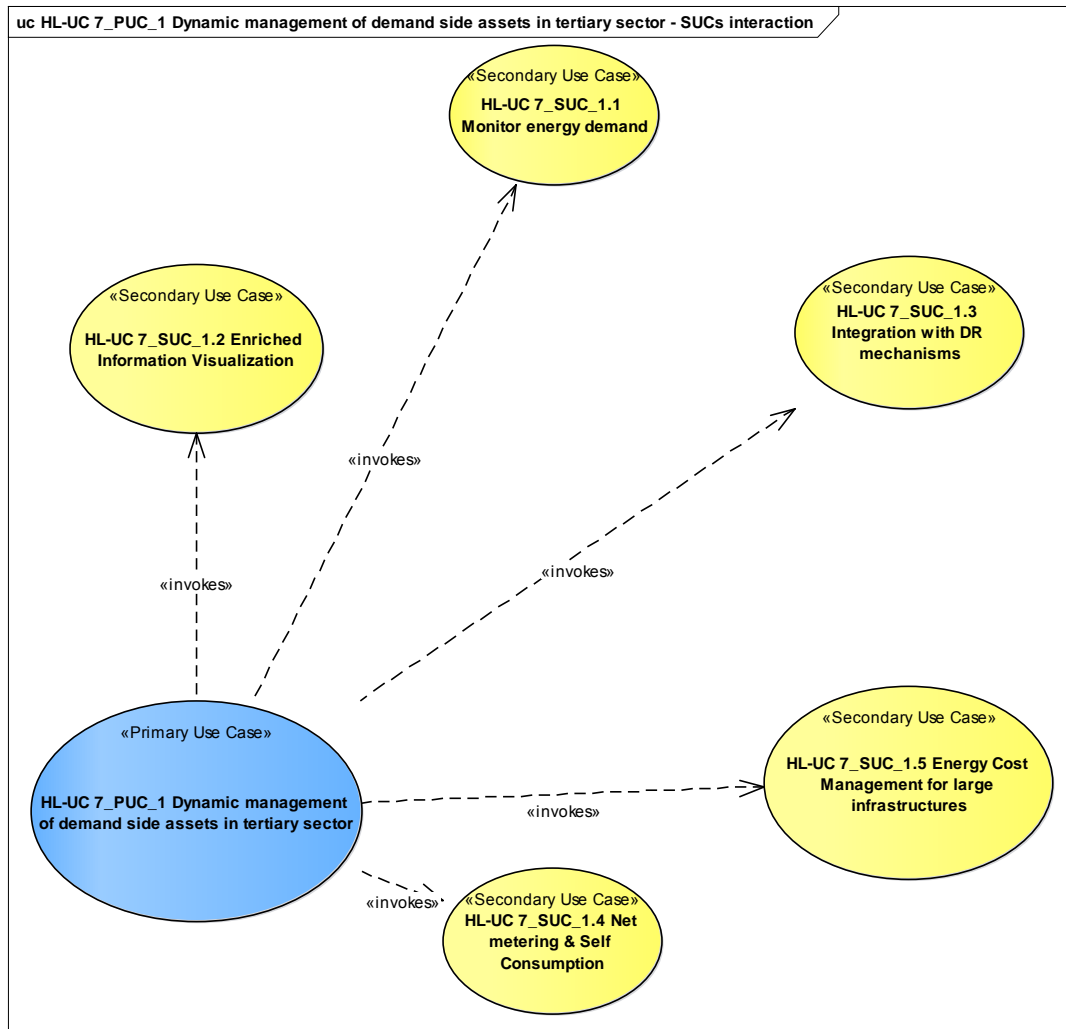 uc HL-UC 7_PUC_1 Dynamic management of demand side assets in tertiary sector - SUCs interaction
«Secondary Use Case»
HL-UC 7_SUC_1.1
Monitor energy demand
«Secondary Use Case»
HL-UC 7_SUC_1.2 Enriched
Information Visualization
«Secondary Use Case»
HL-UC 7_SUC_1.3
Integration with DR
mechanisms
«invokes»
«invokes»
«invokes»
«Primary Use Case»
HL-UC 7_PUC_1 Dynamic management
of demand side assets in tertiary sector
«Secondary Use Case»
HL-UC 7_SUC_1.5 Energy Cost
Management for large
infrastructures
«invokes»
«invokes»
«Secondary Use Case»
HL-UC 7_SUC_1.4 Net
metering & Self
Consumption